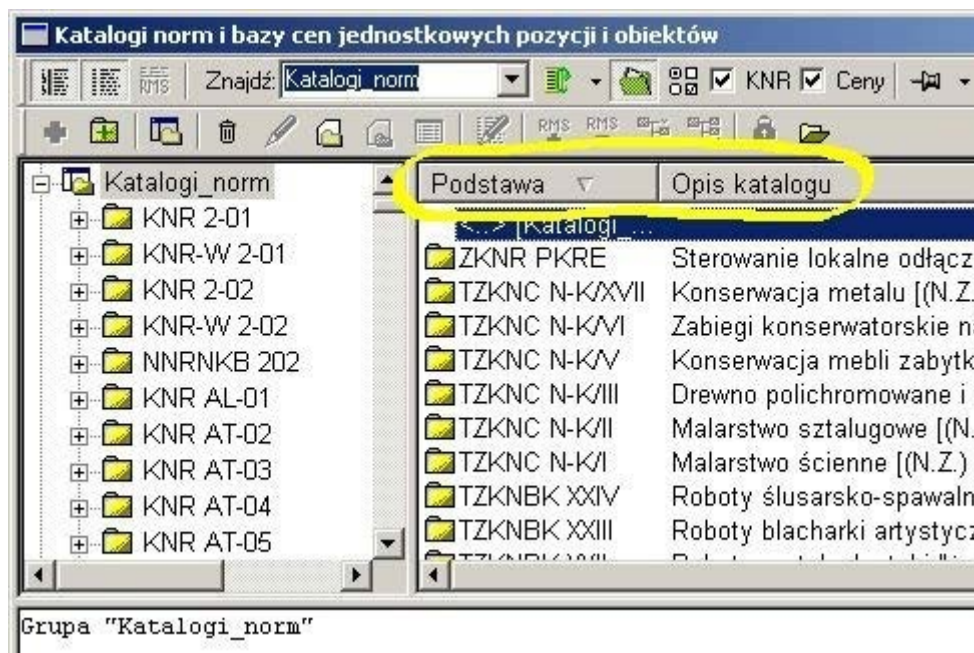 Katalogi norm i bazy cen jednostkowych pozycji i obiektów
RMS Znajdź: Katalogi_norm KNR Ceny
RMS RMS
Katalogi_norm
KNR 2-01
KNR-W 2-01
KNR 2-02
KNR-W 2-02
NNRNKB 202
KNR AL-01
KNR AT-02
KNR AT-03
KNR AT-04
KNR AT-05
Podstawa Opis katalogu
<..> [Katalogi_...
ZKNR PKRE Sterowanie lokalne odłącz
TZKNC N-K/XVII Konserwacja metalu [(N.Z.
TZKNC N-K/VI Zabiegi konserwatorskie n
TZKNC N-K/V Konserwacja mebli zabytk
TZKNC N-K/III Drewno polichromowane i
TZKNC N-K/II Malarstwo sztalugowe [(N.
TZKNC N-K/I Malarstwo ścienne [(N.Z.)
TZKNBK XXIV Roboty ślusarsko-spawaln
TZKNBK XXIII Roboty blacharki artystycz
Grupa "Katalogi_norm"